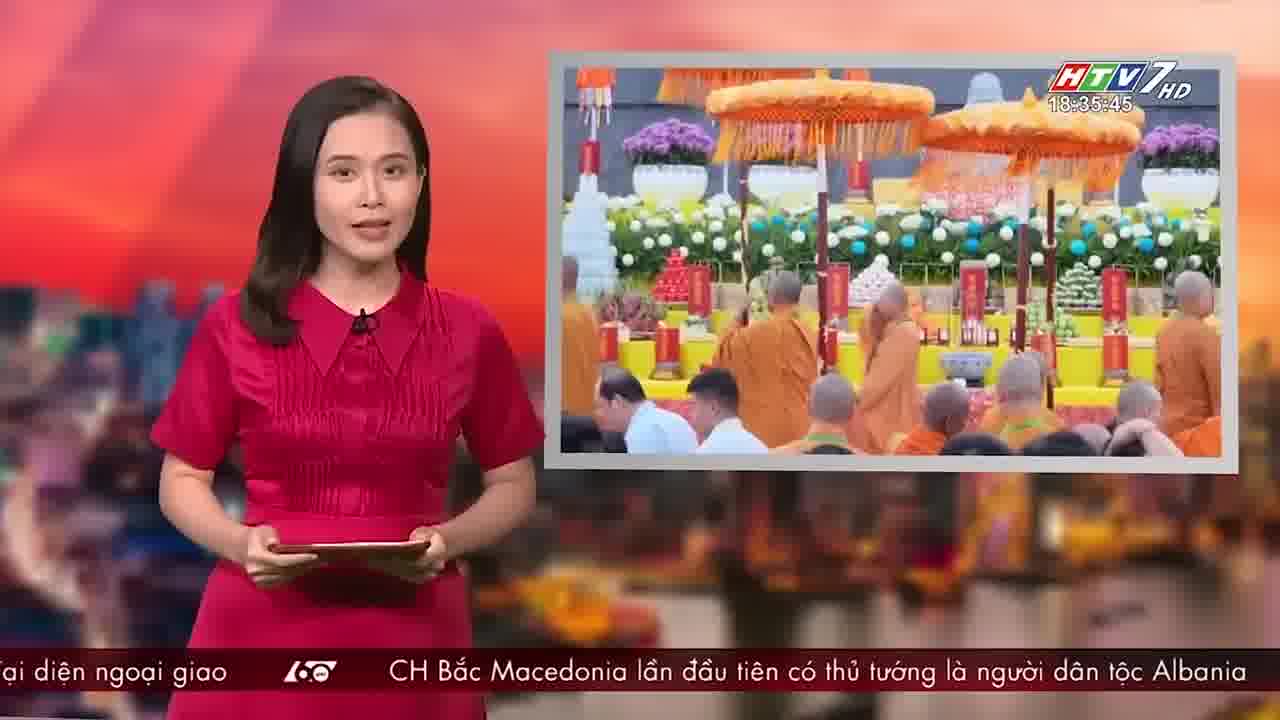 HTV7 HD
18:35:45
Tại diện ngoại giao 60 CH Bắc Macedonia lần đầu tiên có thủ tướng là người dân tộc Albania